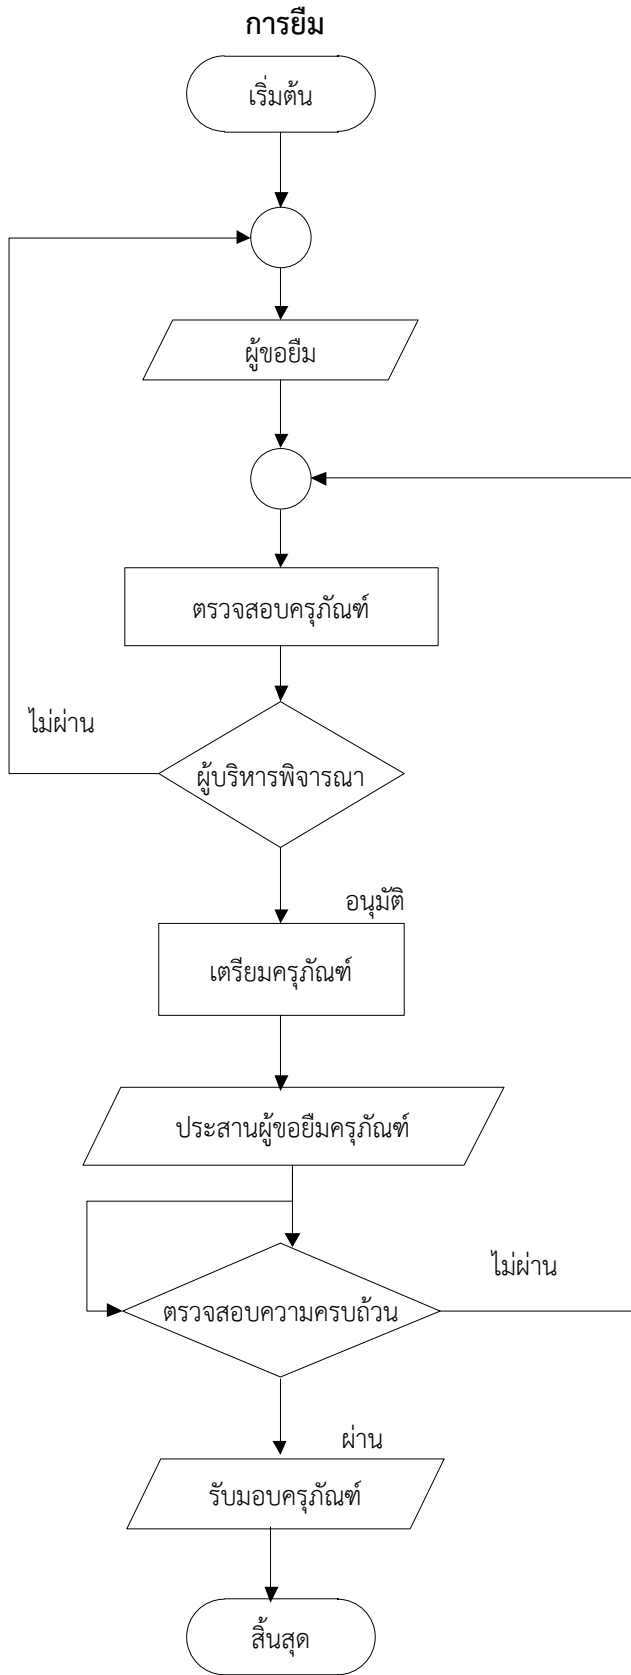 การยืม
เริ่มต้น
ผู้ขอยืม
ตรวจสอบครุภัณฑ์
ไม่ผ่าน
ผู้บริหารพิจารณา
อนุมัติ
เตรียมครุภัณฑ์
ประสานผู้ขอยืมครุภัณฑ์
ไม่ผ่าน
ตรวจสอบความครบถ้วน
ผ่าน
รับมอบครุภัณฑ์
สิ้นสุด